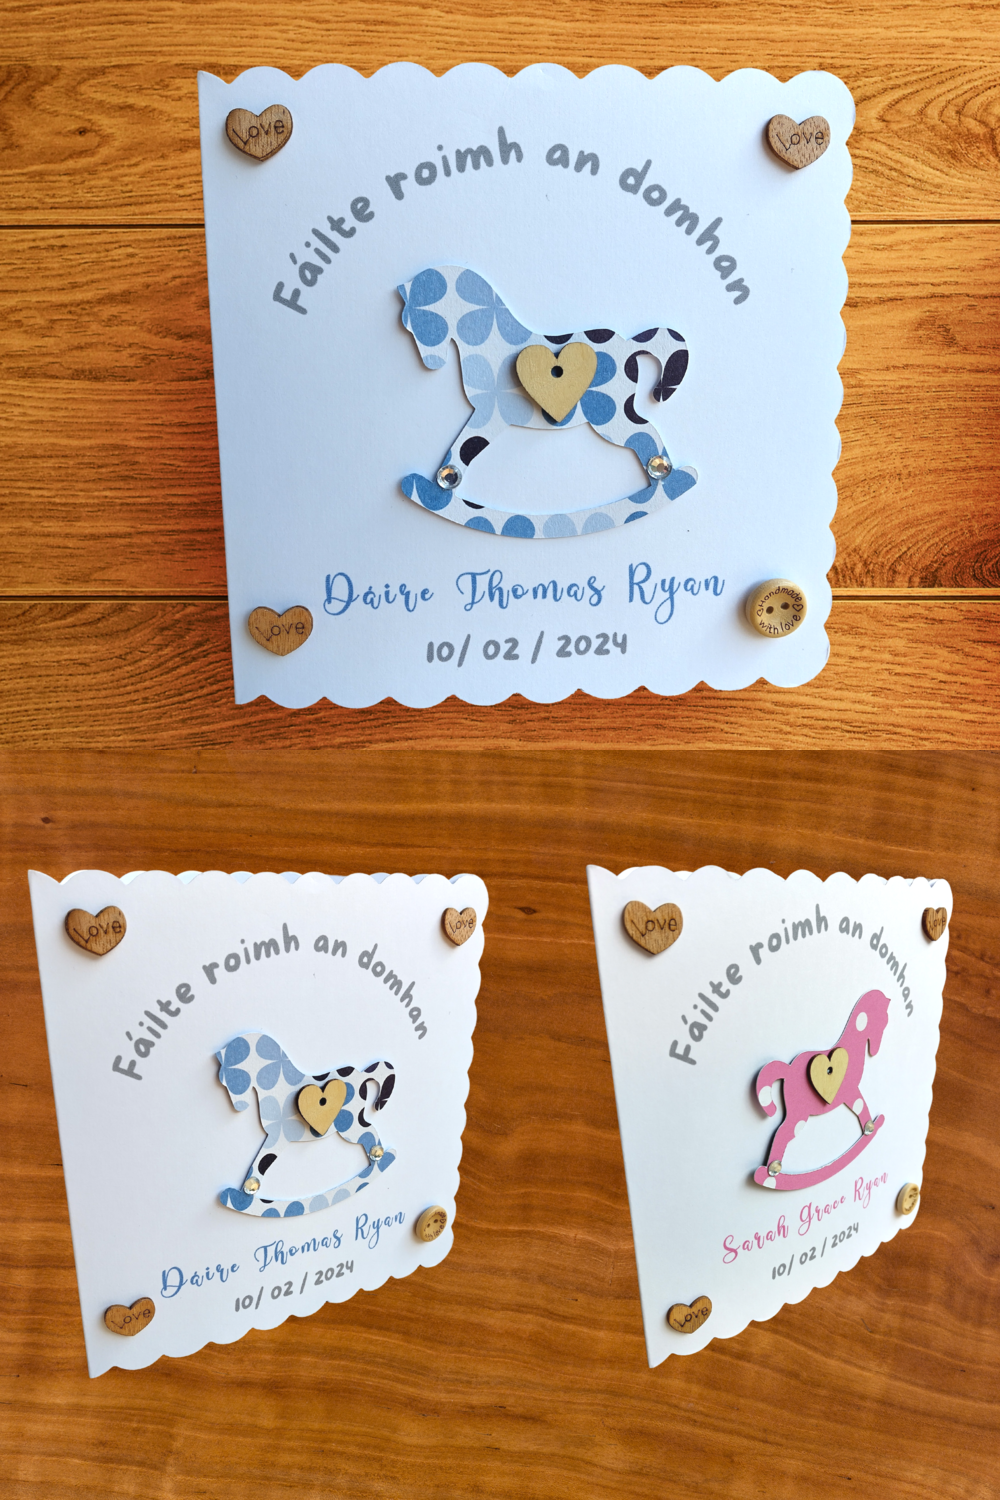 Love
Love
Fáilte roimh an domhan
Dáire Thomas Ryan
Love
Handmade with love
10/ 02 / 2024
Love
Love
Fáilte roimh an domhan
Dáire Thomas Ryan
10/ 02 / 2024
Love
Love
Love
Fáilte roimh an domhan
Sarah Grace Ryan
10/ 02 / 2024
Love